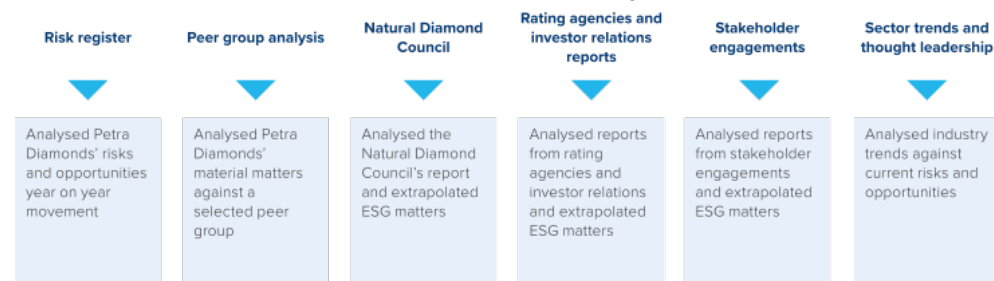 Risk register
Peer group analysis
Natural Diamond
Council
Rating agencies and
investor relations
reports
Stakeholder
engagements
Sector trends and
thought leadership
Analysed Petra
Diamonds’ risks
and opportunities
year on year
movement
Analysed Petra
Diamonds’
material matters
against a
selected peer
group
Analysed the
Natural Diamond
Council’s report
and extrapolated
ESG matters
Analysed reports
from rating
agencies and
investor relations
and extrapolated
ESG matters
Analysed reports
from stakeholder
engagements
and extrapolated
ESG matters
Analysed industry
trends against
current risks and
opportunities